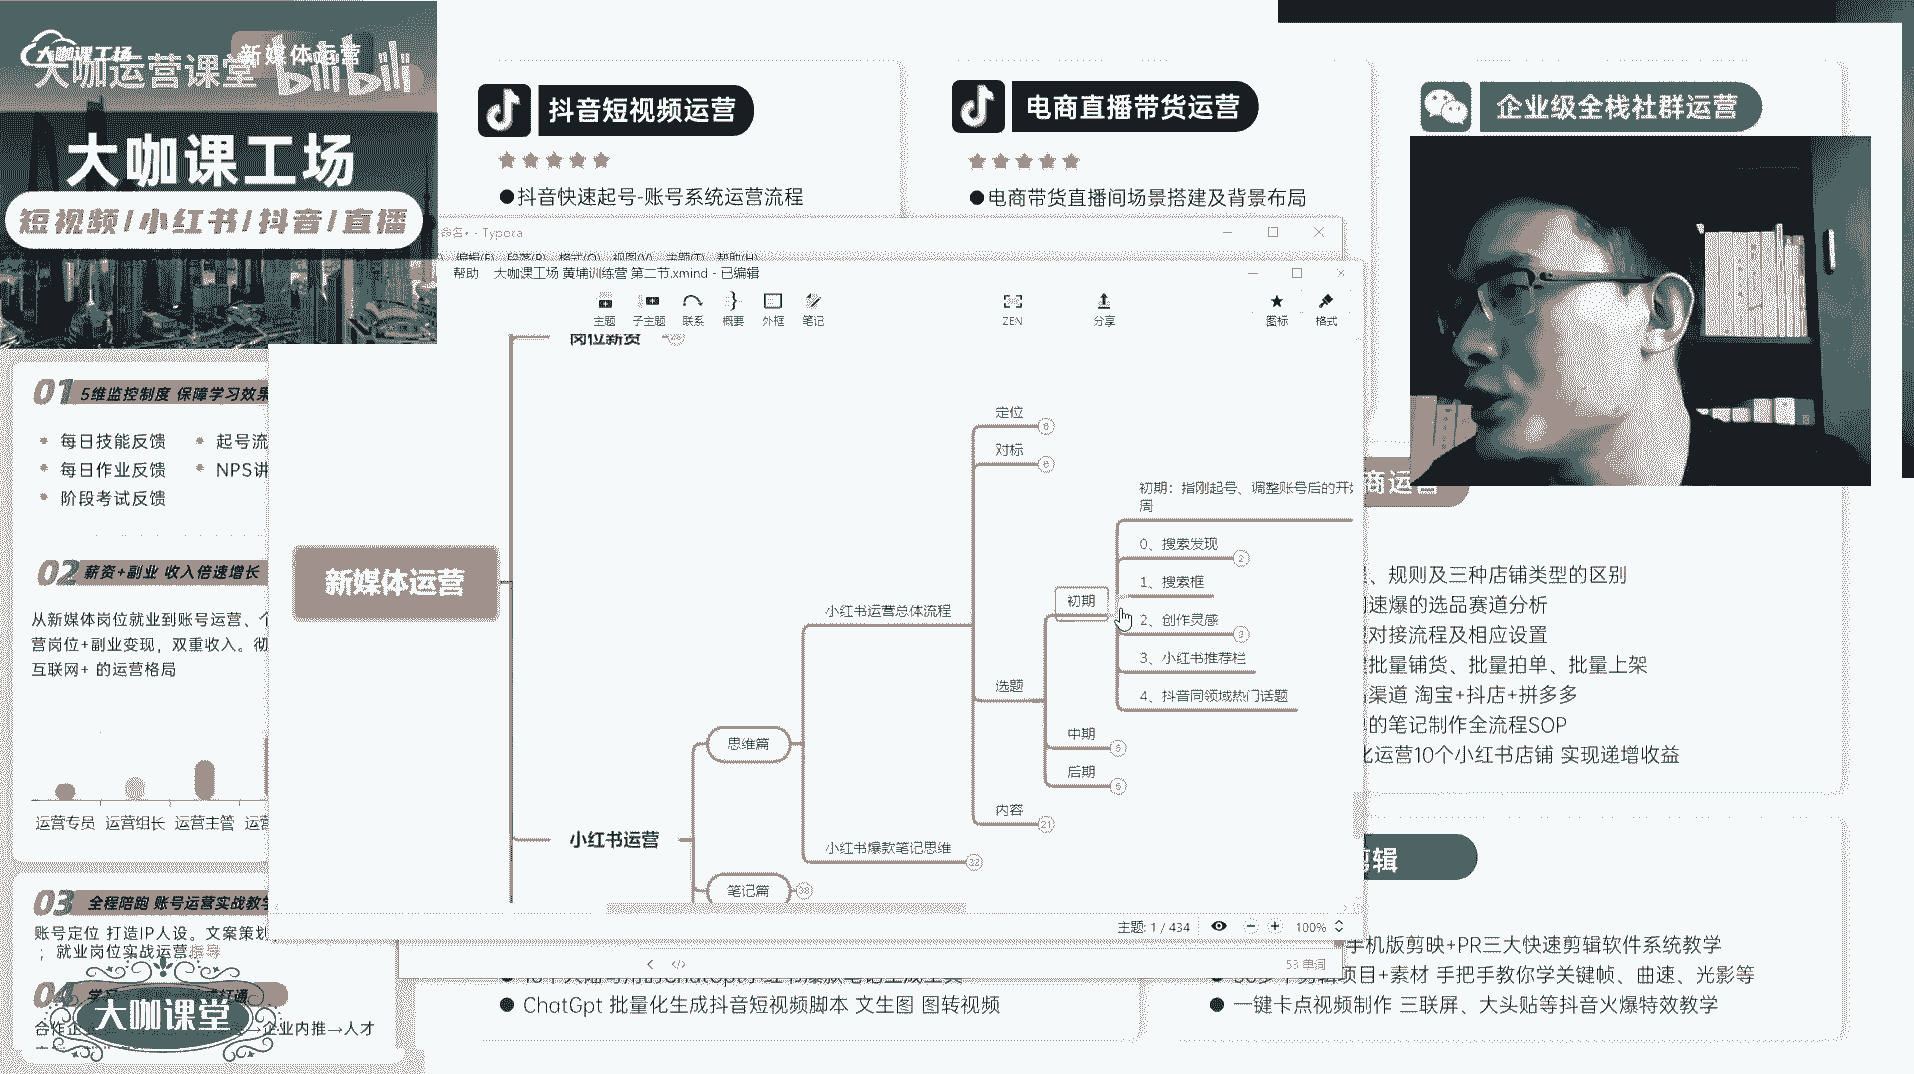 大咖课工场
新媒体运营
大咖运营课堂 bilibili
大咖课工场
短视频/小红书/抖音/直播
抖音短视频运营
●抖音快速起号-账号系统运营流程
电商直播带货运营
●电商带货直播间场景搭建及背景布局
企业级全栈社群运营
命名• - Typora
编辑(E) 段落(P) 格式(O) 视图(V) 主题(T) 帮助(H)
帮助 大咖课工场 黄埔训练营 第二节.xmind - 已编辑
主题 子主题 联系 概要 外框 笔记 ZEN 分享 图标 格式
岗位薪资
新媒体运营
小红书运营
思维篇
笔记篇 38
小红书运营总体流程
小红书爆款笔记思维 22
定位 6
对标 6
选题
内容 21
初期
中期 6
后期 5
初期：指刚起号、调整账号后的开始
周
0、搜索发现 2
1、搜索框
2、创作灵感 3
3、小红书推荐栏
4、抖音同领域热门话题
主题: 1 / 434 100%
53 单词
01 5维监控制度 保障学习效果
每日技能反馈 起号流
每日作业反馈 NPS讲
阶段考试反馈
02 薪资+副业 收入倍速增长
从新媒体岗位就业到账号运营、个
营岗位+副业变现，双重收入。彻
互联网+ 的运营格局
运营专员 运营组长 运营主管 运营
03 全程陪跑 账号运营实战教学
账号定位 打造IP人设。文案策划
；就业岗位实战运营指导
04
大咖课堂
→企业内推→人才
商运营
、规则及三种店铺类型的区别
速爆的选品赛道分析
对接流程及相应设置
批量铺货、批量拍单、批量上架
渠道 淘宝+抖店+拼多多
的笔记制作全流程SOP
运营10个小红书店铺 实现递增收益
剪辑
手机版剪映+PR三大快速剪辑软件系统教学
项目+素材 手把手教你学关键帧、曲速、光影等
● 一键卡点视频制作 三联屏、大头贴等抖音火爆特效教学
● ChatGpt 批量化生成抖音短视频脚本 文生图 图转视频